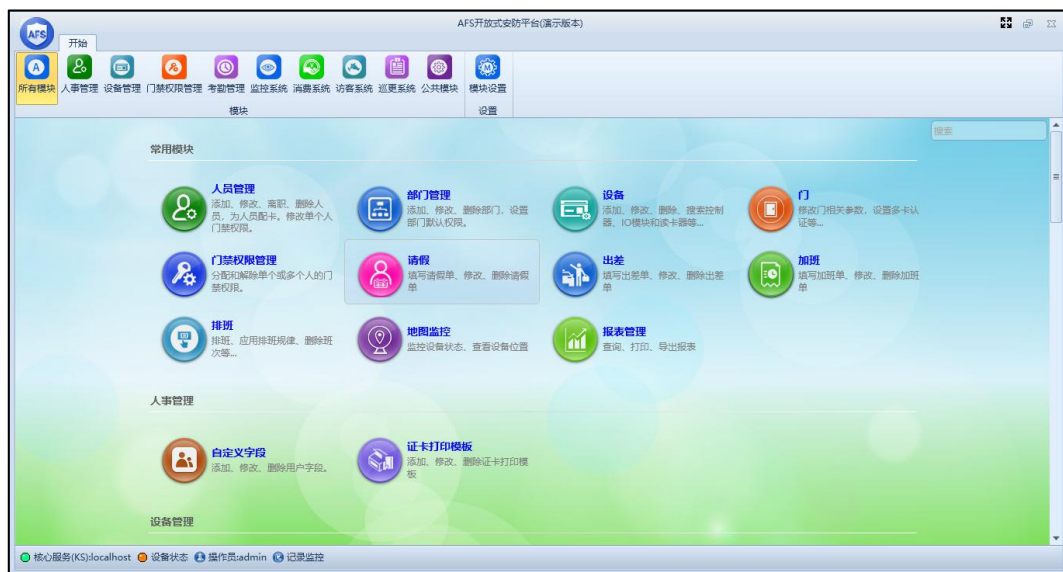 AFS开放式安防平台(演示版本)
AFS
开始
A
所有模块 人事管理 设备管理 门禁权限管理 考勤管理 监控系统 消费系统 访客系统 巡更系统 公共模块 模块设置
模块 设置
搜索
常用模块
人员管理
添加、修改、离职、删除人
员，为人员配卡。修改单个人
门禁权限。
部门管理
添加、修改、删除部门，设置
部门默认权限。
设备
添加、修改、删除、搜索控制
器、IO模块和读卡器等...
门
修改门相关参数，设置多卡认
证等...
门禁权限管理
分配和解除单个或多个人的门
禁权限。
请假
填写请假单、修改、删除请假
单
出差
填写出差单、修改、删除出差
单
加班
填写加班单、修改、删除加班
单
排班
排班、应用排班规律、删除班
次等...
地图监控
监控设备状态、查看设备位置
报表管理
查询、打印、导出报表
人事管理
自定义字段
添加、修改、删除用户字段。
证卡打印模板
添加、修改、删除证卡打印模
板
设备管理
核心服务(KS):localhost 设备状态 操作员:admin 记录监控